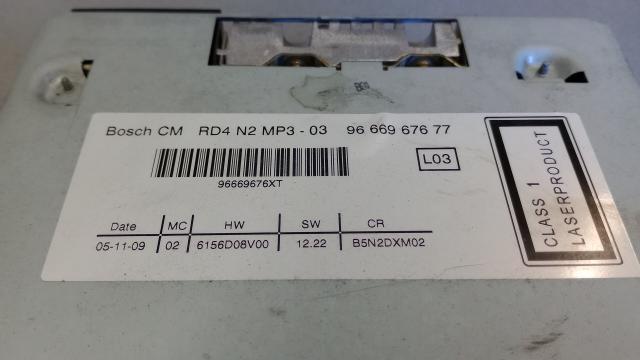 Bosch CM RD4 N2 MP3 - 03 96 669 676 77
L03
96669676XT
CLASS 1
LASERPRODUCT
Date MC HW SW CR
05-11-09 02 6156D08V00 12.22 B5N2DXM02